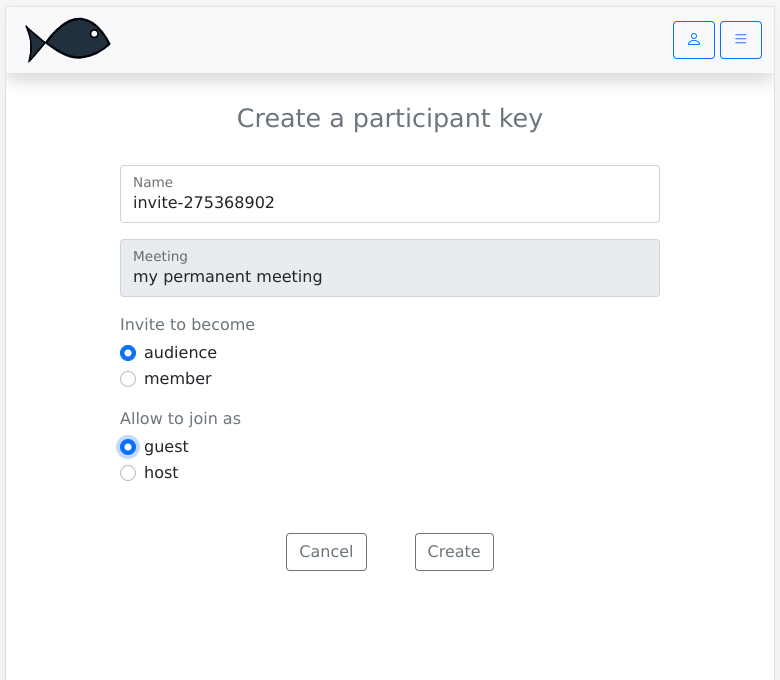 Create a participant key
Name
invite-275368902
Meeting
my permanent meeting
Invite to become
audience
member
Allow to join as
guest
host
Cancel Create